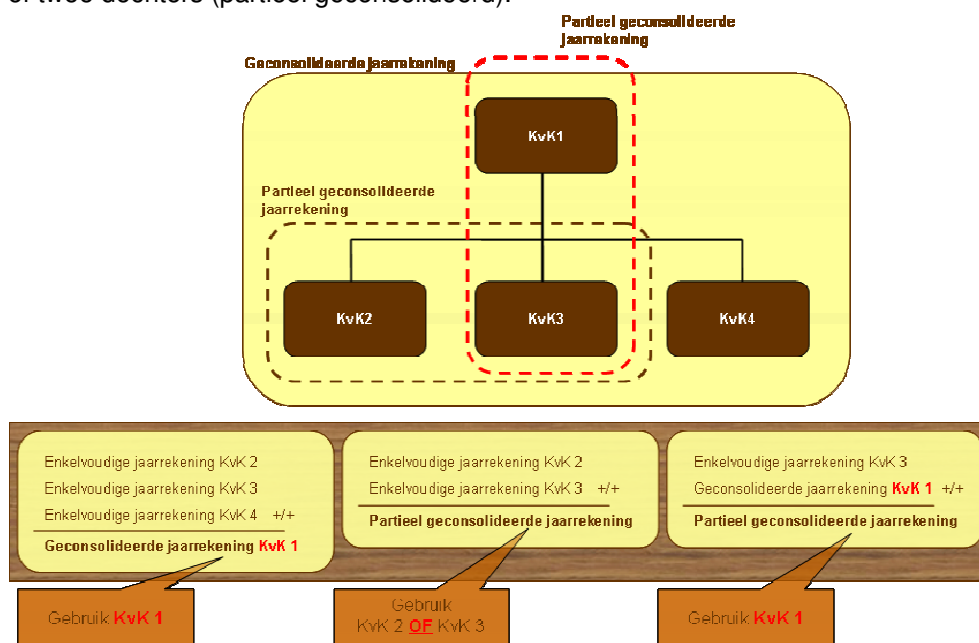 of twee dochters (partieel geconsolideerd).
Partieel geconsolideerde
jaarrekening
Geconsolideerde jaarrekening
KvK1
Partieel geconsolideerde
jaarrekening
KvK2
KvK3
KvK4
Enkelvoudige jaarrekening KvK 2
Enkelvoudige jaarrekening KvK 3
Enkelvoudige jaarrekening KvK 4 +/+
Geconsolideerde jaarrekening KvK 1
Gebruik KvK 1
Enkelvoudige jaarrekening KvK 2
Enkelvoudige jaarrekening KvK 3 +/+
Partieel geconsolideerde jaarrekening
Gebruik
KvK 2 OF KvK 3
Enkelvoudige jaarrekening KvK 3
Geconsolideerde jaarrekening KvK 1 +/+
Partieel geconsolideerde jaarrekening
Gebruik KvK 1